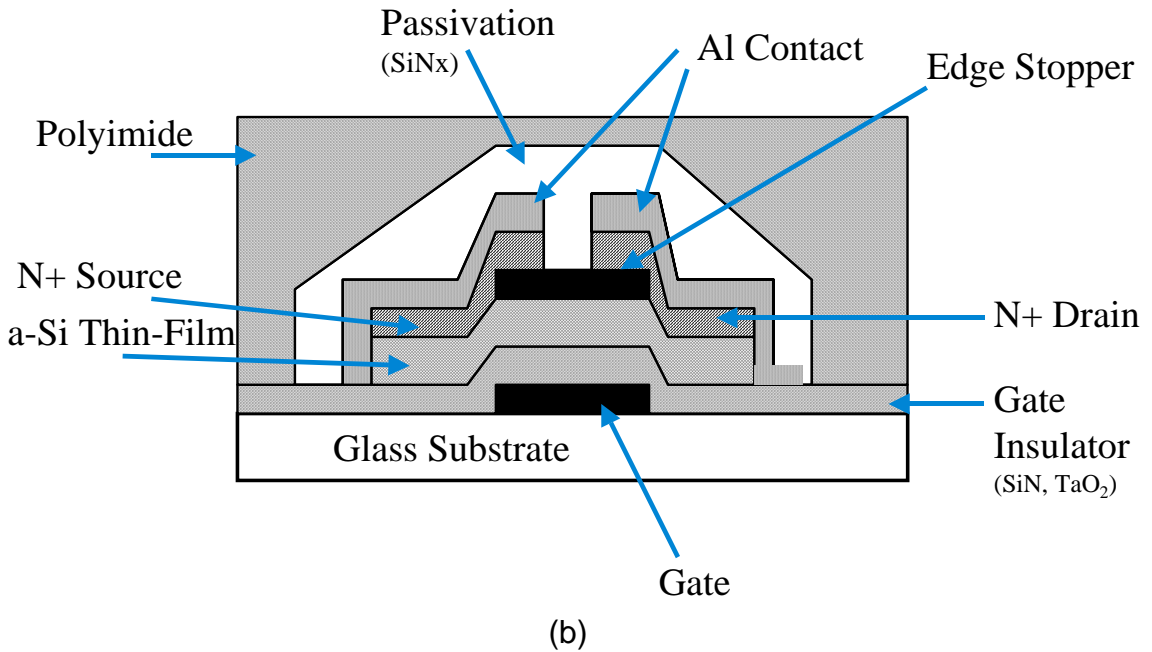 Passivation
(SiNx)
Al Contact
Edge Stopper
Polyimide
N+ Source
a-Si Thin-Film
N+ Drain
Gate
Insulator
(SiN, TaO₂)
Glass Substrate
Gate
(b)